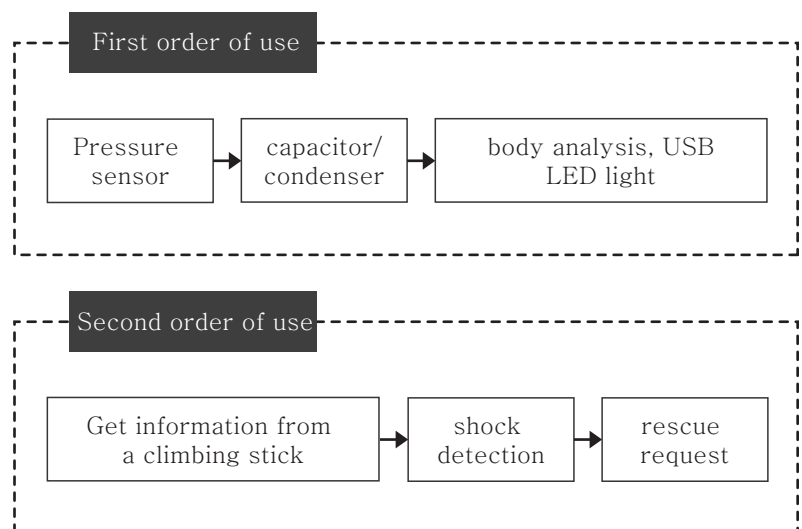 First order of use
Pressure
sensor
capacitor/
condenser
body analysis, USB
LED light
Second order of use
Get information from
a climbing stick
shock
detection
rescue
request